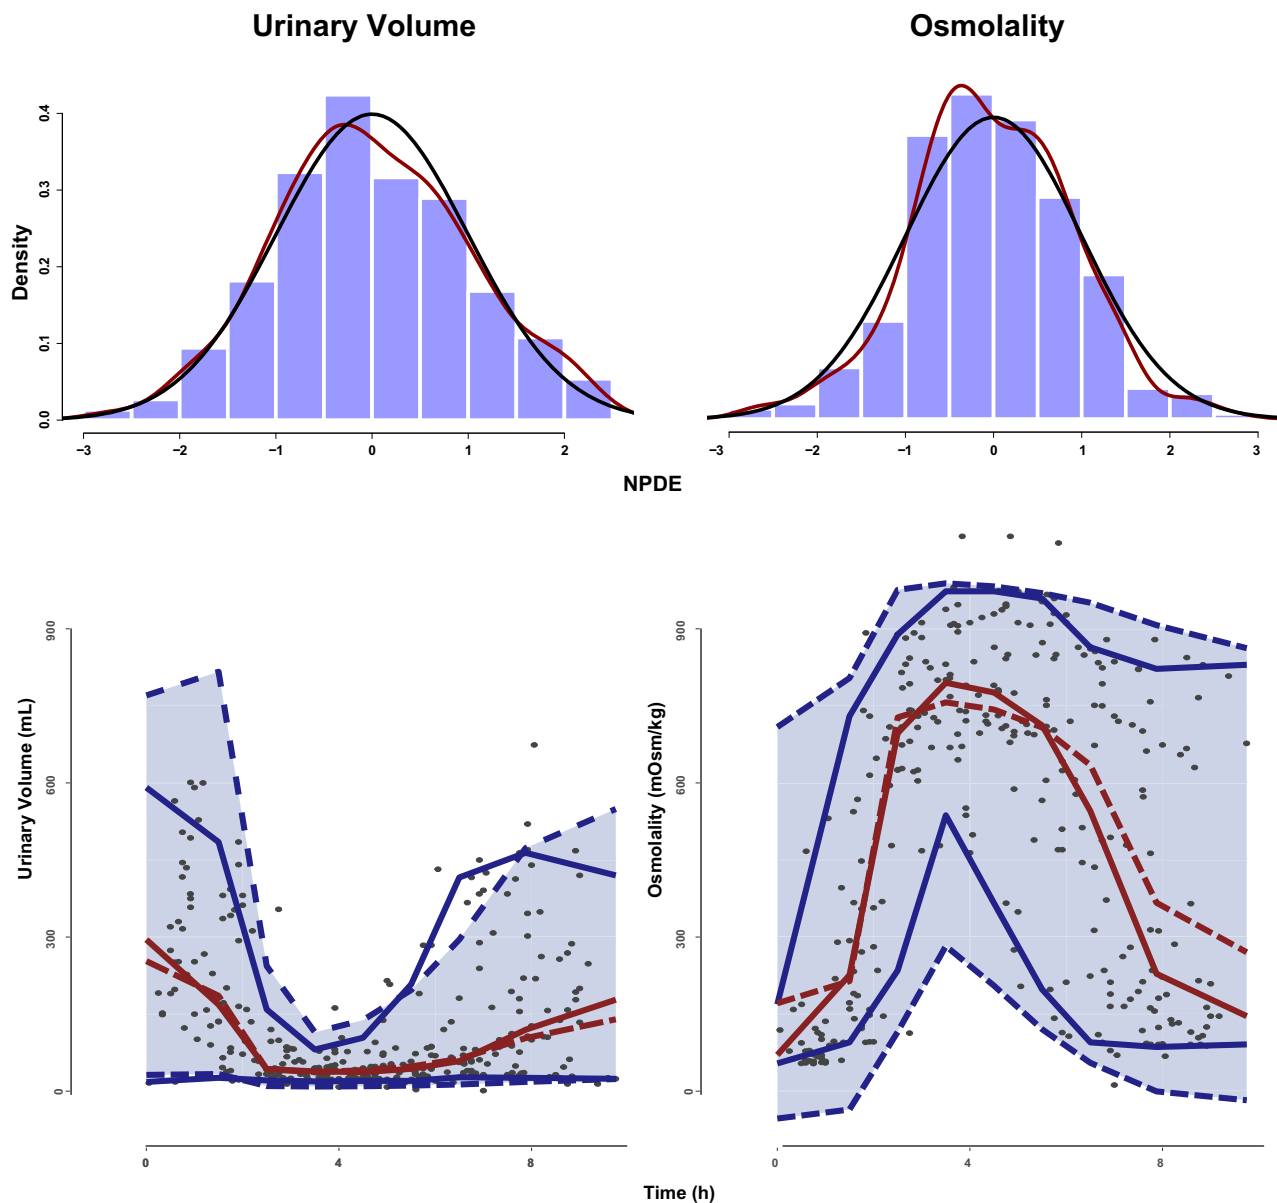 Urinary Volume
Osmolality
Density
0.0 0.1 0.2 0.3 0.4
−3 −2 −1 0 1 2
−3 −2 −1 0 1 2 3
NPDE
Urinary Volume (mL)
0 300 600 900
Osmolality (mOsm/kg)
0 300 600 900
0 4 8
0 4 8
Time (h)